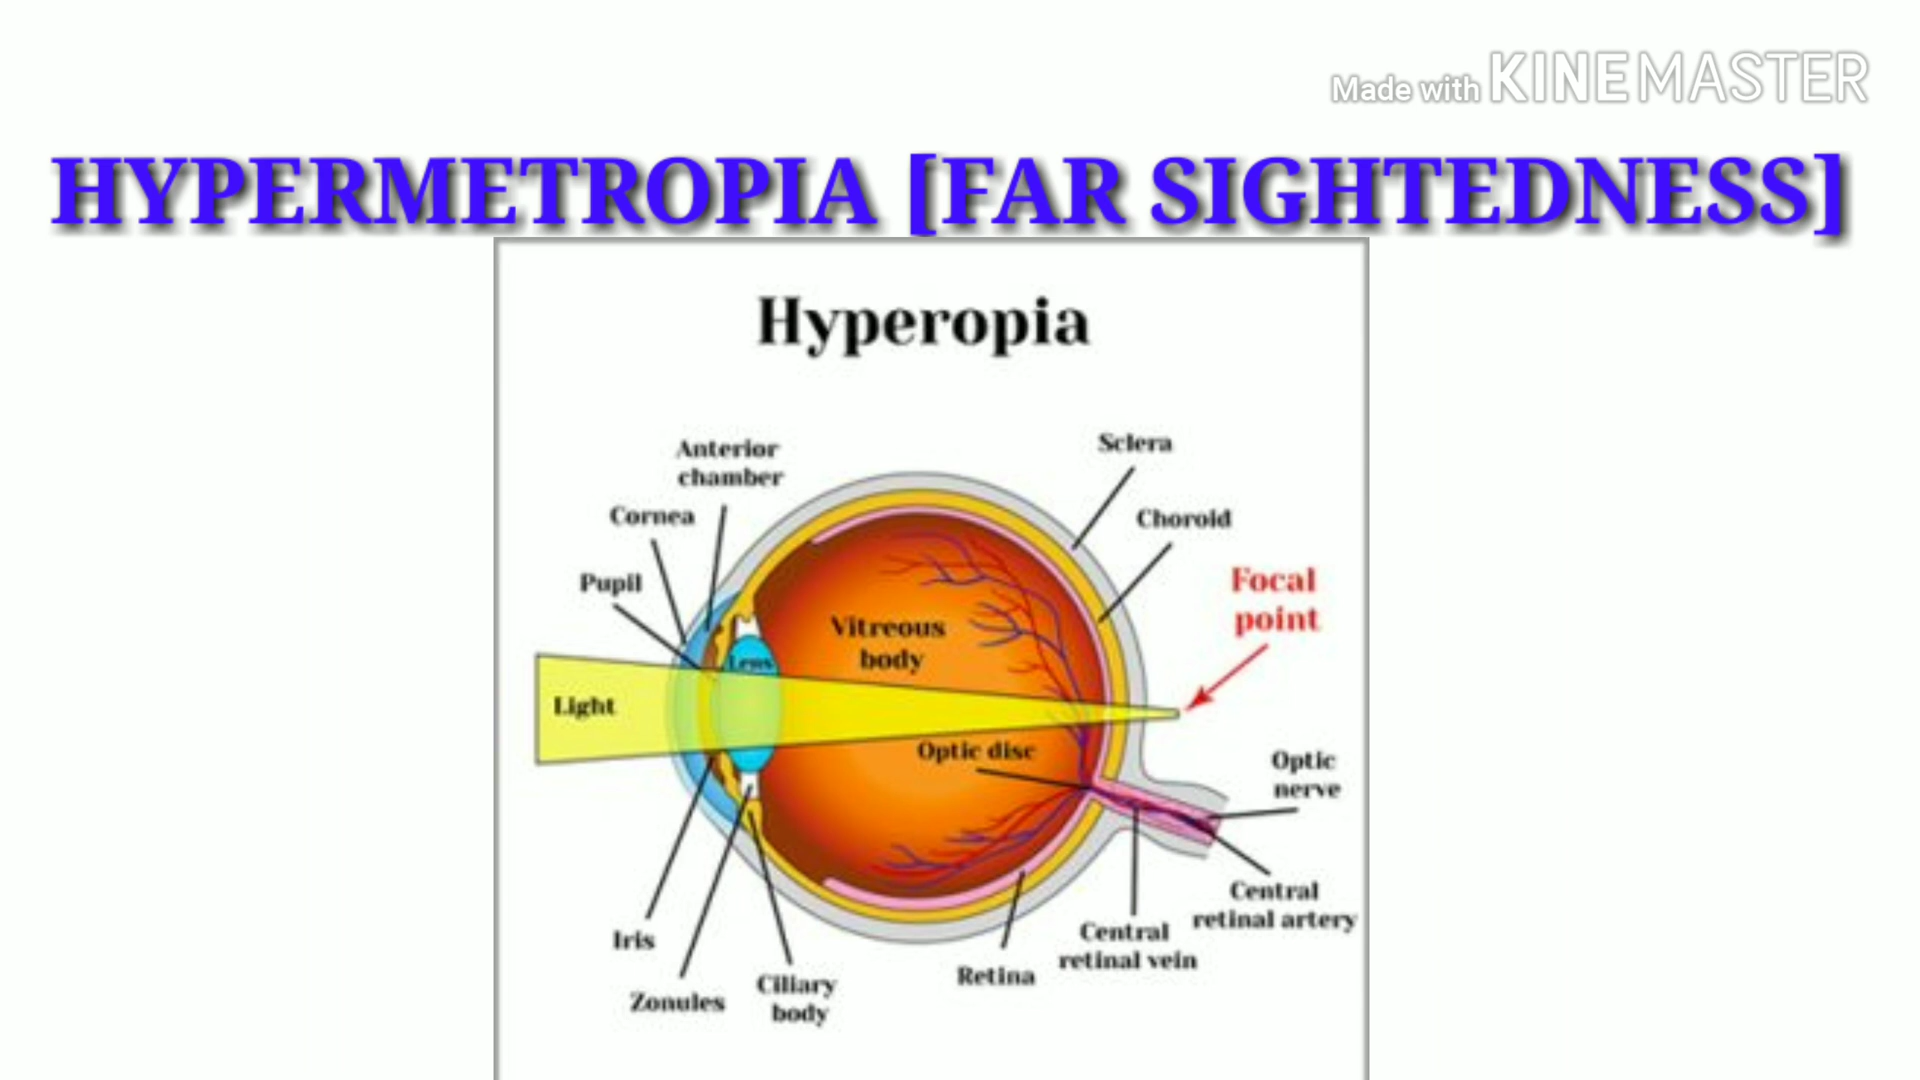 Made with KINEMASTER
HYPERMETROPIA [FAR SIGHTEDNESS]
Hyperopia
Anterior
chamber
Sclera
Cornea
Choroid
Pupil
Focal
point
Vitreous
body
Lens
Light
Optic disc
Optic
nerve
Central
retinal artery
Central
retinal vein
Iris
Retina
Ciliary
body
Zonules